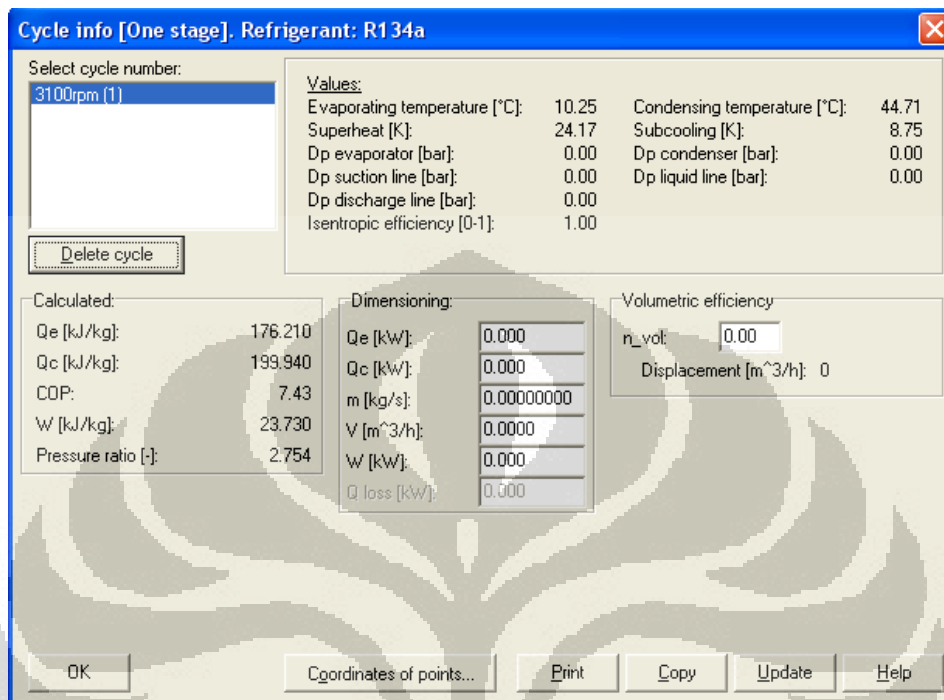 Cycle info [One stage]. Refrigerant: R134a
Select cycle number:
3100rpm (1)
Delete cycle
Values:
Evaporating temperature [°C]: 10.25 Condensing temperature [°C]: 44.71
Superheat [K]: 24.17 Subcooling [K]: 8.75
Dp evaporator [bar]: 0.00 Dp condenser [bar]: 0.00
Dp suction line [bar]: 0.00 Dp liquid line [bar]: 0.00
Dp discharge line [bar]: 0.00
Isentropic efficiency [0-1]: 1.00
Calculated:
Qe [kJ/kg]: 176.210
Qc [kJ/kg]: 199.940
COP: 7.43
W [kJ/kg]: 23.730
Pressure ratio [-]: 2.754
Dimensioning:
Qe [kW]: 0.000
Qc [kW]: 0.000
m [kg/s]: 0.00000000
V [m^3/h]: 0.0000
W [kW]: 0.000
Q loss [kW]: 0.000
Volumetric efficiency
n_vol: 0.00
Displacement [m^3/h]: 0
OK Coordinates of points... Print Copy Update Help